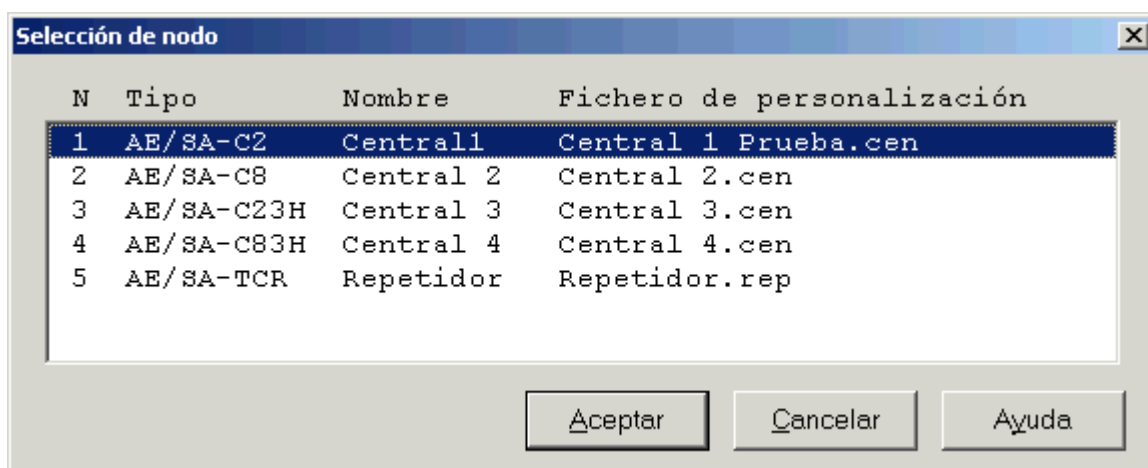 Selección de nodo
N Tipo Nombre Fichero de personalización
1 AE/SA-C2 Central1 Central 1 Prueba.cen
2 AE/SA-C8 Central 2 Central 2.cen
3 AE/SA-C23H Central 3 Central 3.cen
4 AE/SA-C83H Central 4 Central 4.cen
5 AE/SA-TCR Repetidor Repetidor.rep
Aceptar Cancelar Ayuda